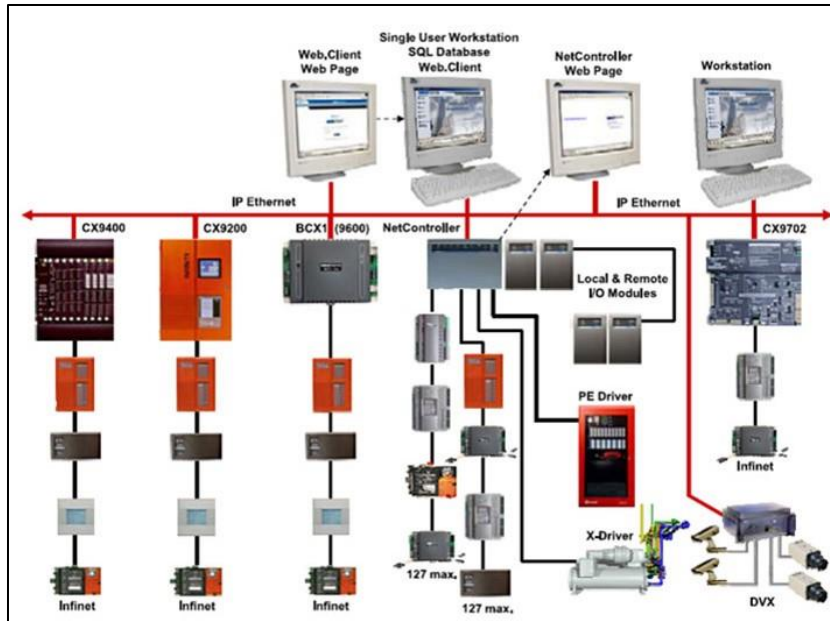 Web,Client
Web Page
Single User Workstation
SQL Database
Web.Client
NetController
Web Page
Workstation
IP Ethernet
IP Ethernet
CX9400
CX9200
BCX1 (9600)
NetController
CX9702
Local & Remote
I/O Modules
PE Driver
Infinet
X-Driver
127 max.
127 max.
Infinet
Infinet
Infinet
DVX